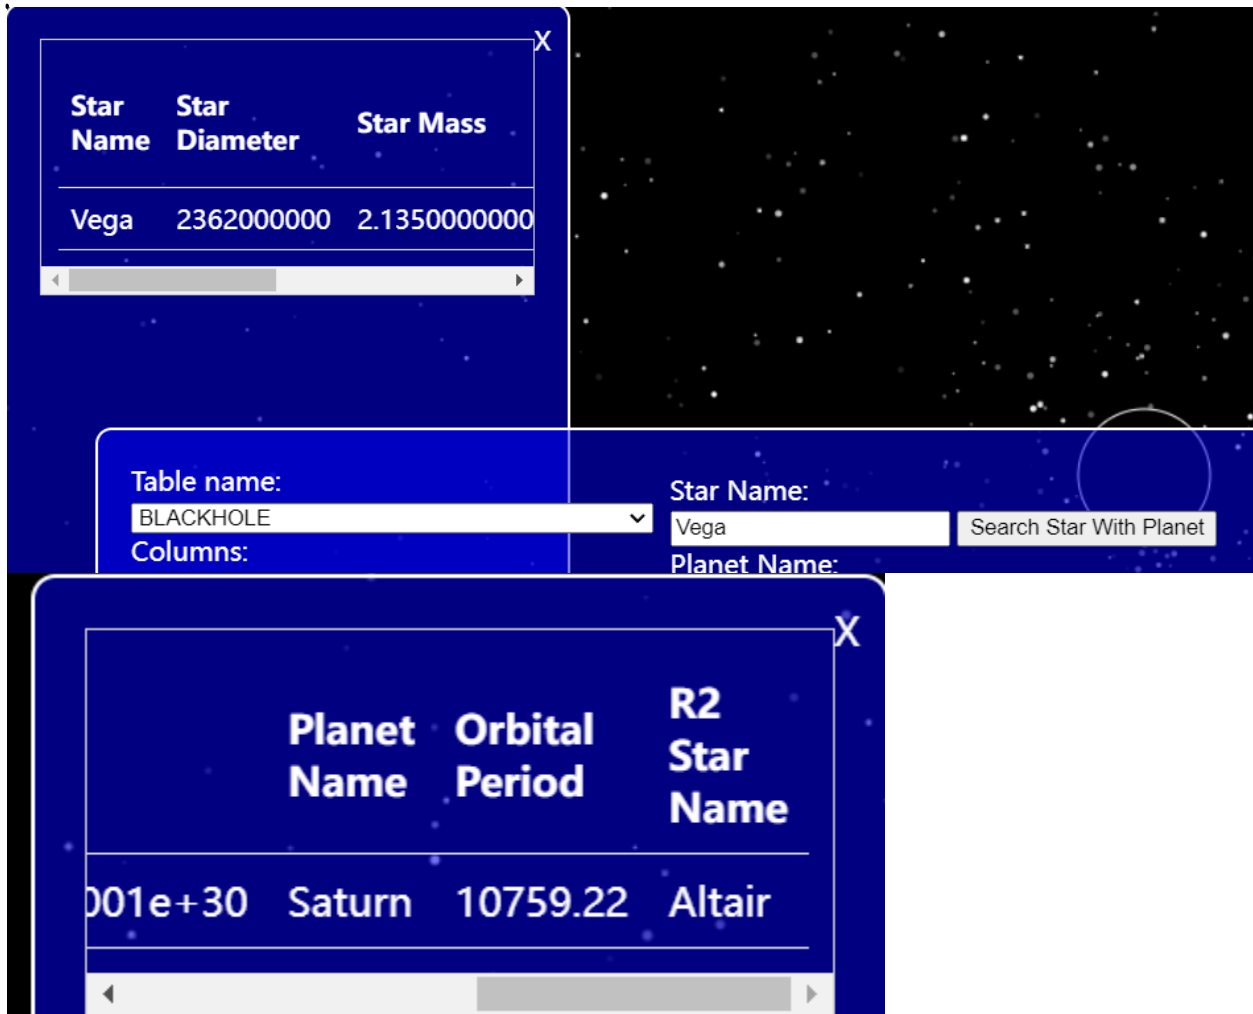 X
Star Name Star Diameter Star Mass
Vega 2362000000 2.1350000000
Table name:
BLACKHOLE
Columns:
Star Name:
Vega Search Star With Planet
Planet Name:
X
Planet Name Orbital Period R2 Star Name
001e+30 Saturn 10759.22 Altair